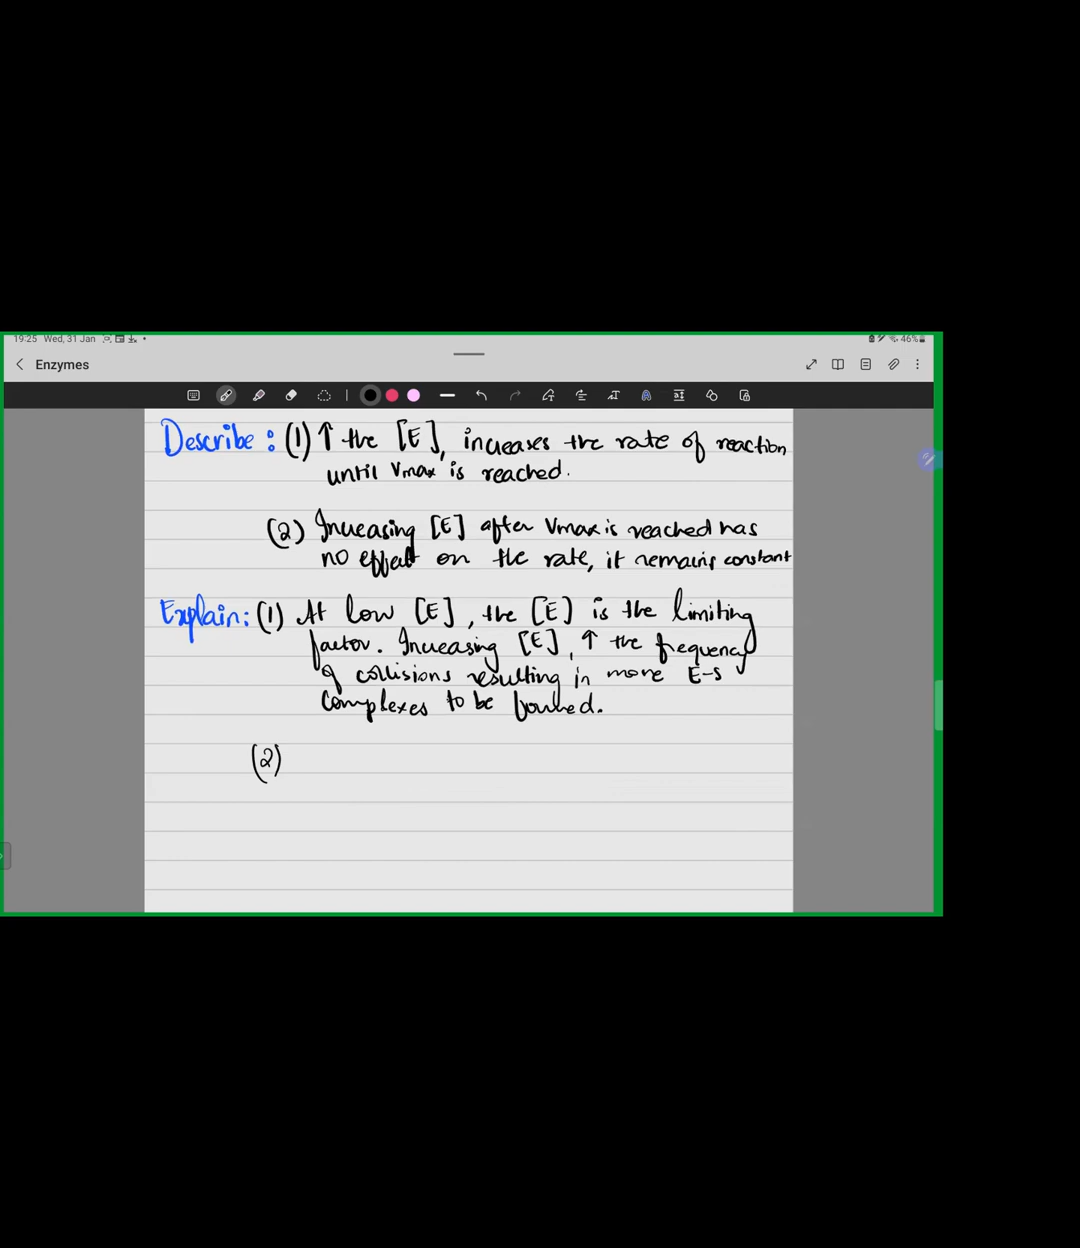 19:25 Wed, 31 Jan
46%
Enzymes
Describe : (1) ↑ the [E], increases the rate of reaction
until Vmax is reached.
(2) Increasing [E] after Vmax is reached has
no effect on the rate, it remains constant
Explain: (1) At low [E], the [E] is the limiting
factor. Increasing [E], ↑ the frequency
of collisions resulting in more E-S
complexes to be formed.
(2)